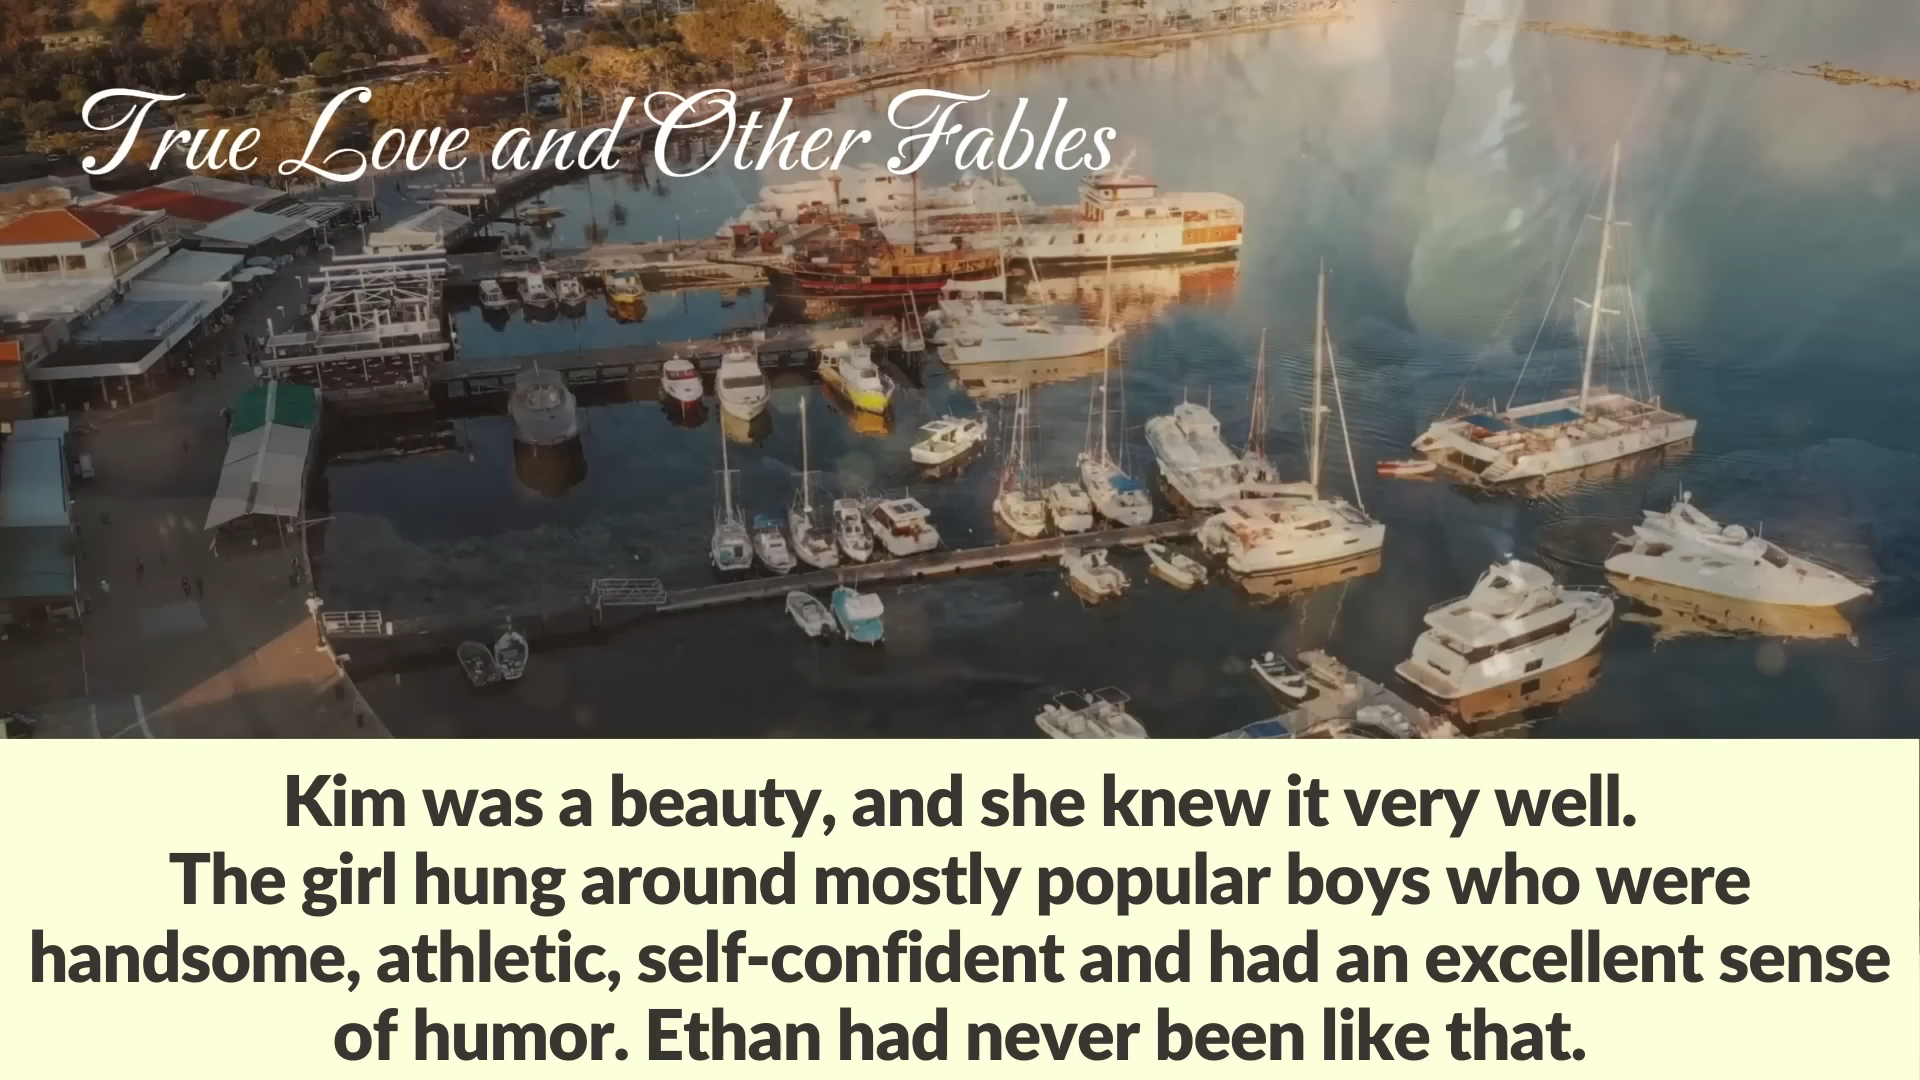 True Love and Other Fables
Kim was a beauty, and she knew it very well.
The girl hung around mostly popular boys who were
handsome, athletic, self-confident and had an excellent sense
of humor. Ethan had never been like that.